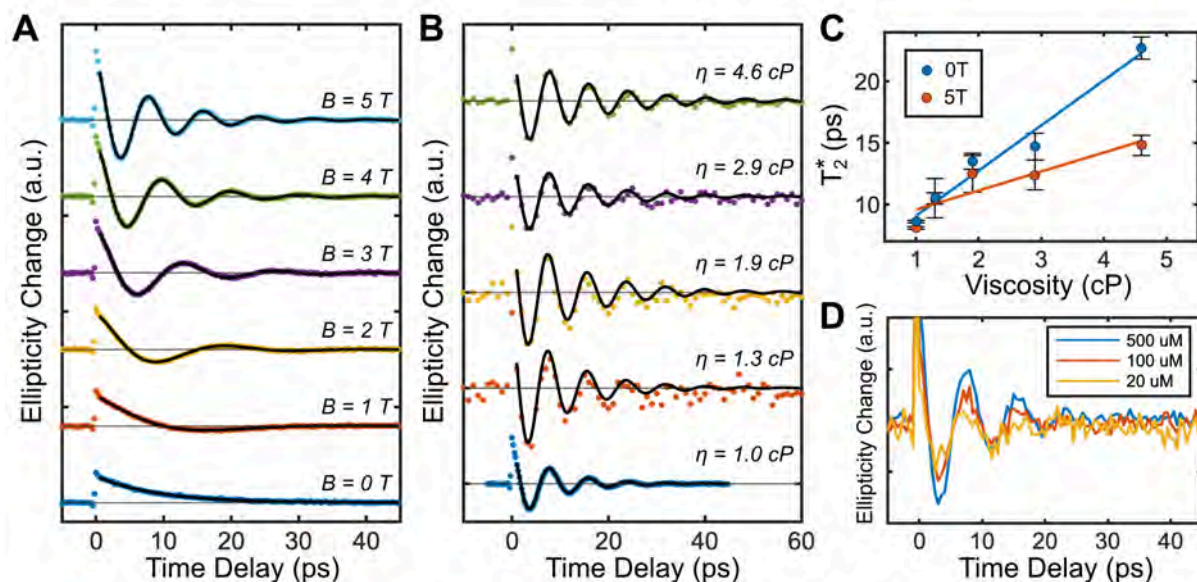 A
B = 5 T
B = 4 T
B = 3 T
B = 2 T
B = 1 T
B = 0 T
Ellipticity Change (a.u.)
0 10 20 30 40
Time Delay (ps)
B
η = 4.6 cP
η = 2.9 cP
η = 1.9 cP
η = 1.3 cP
η = 1.0 cP
Ellipticity Change (a.u.)
0 20 40 60
Time Delay (ps)
C
0T
5T
20
15
10
T₂* (ps)
1 2 3 4 5
Viscosity (cP)
D
500 uM
100 uM
20 uM
Ellipticity Change (a.u.)
0 10 20 30 40
Time Delay (ps)